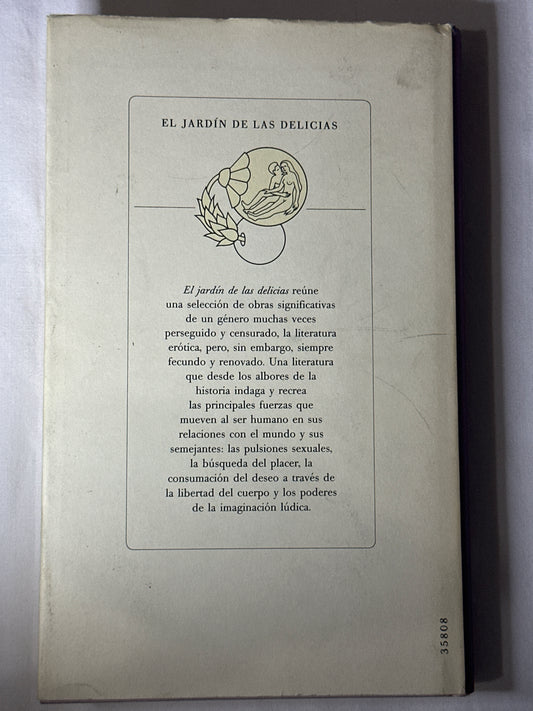 EL JARDÍN DE LAS DELICIAS
El jardín de las delicias reúne
una selección de obras significativas
de un género muchas veces
perseguido y censurado, la literatura
erótica, pero, sin embargo, siempre
fecundo y renovado. Una literatura
que desde los albores de la
historia indaga y recrea
las principales fuerzas que
mueven al ser humano en sus
relaciones con el mundo y sus
semejantes: las pulsiones sexuales,
la búsqueda del placer, la
consumación del deseo a través de
la libertad del cuerpo y los poderes
de la imaginación lúdica.
35808